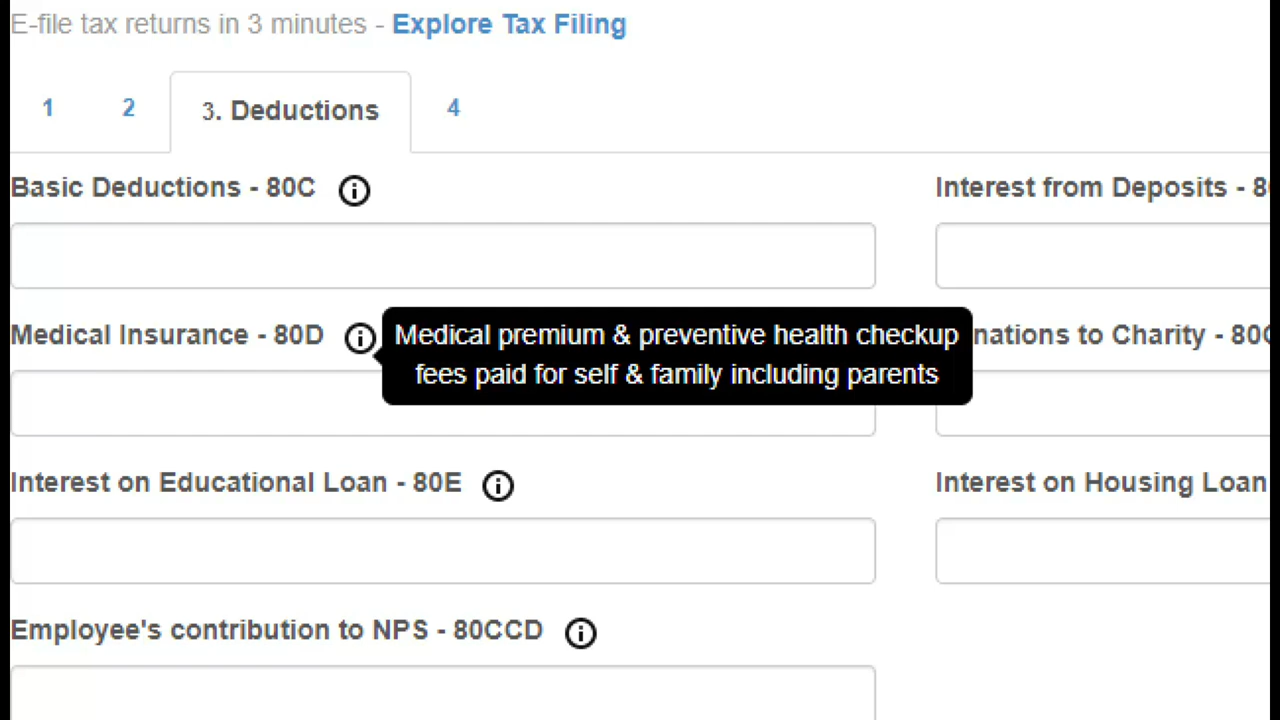 E-file tax returns in 3 minutes - Explore Tax Filing
1 2 3. Deductions 4
Basic Deductions - 80C
Interest from Deposits - 8
Medical Insurance - 80D
Medical premium & preventive health checkup
fees paid for self & family including parents
nations to Charity - 80G
Interest on Educational Loan - 80E
Interest on Housing Loan
Employee's contribution to NPS - 80CCD